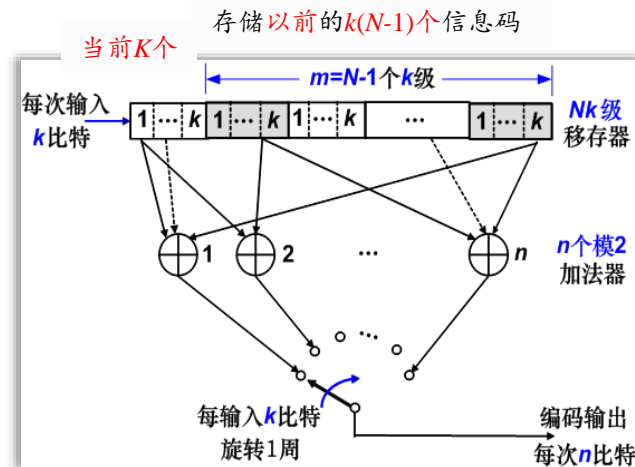 存储以前的k(N-1)个信息码
当前K个
m=N-1个k级
每次输入
k比特
1 ··· k 1 ··· k 1 ··· k ··· 1 ··· k
Nk级
移存器
1 2 ··· n
n个模2
加法器
···
每输入k比特
旋转1周
编码输出
每次n比特